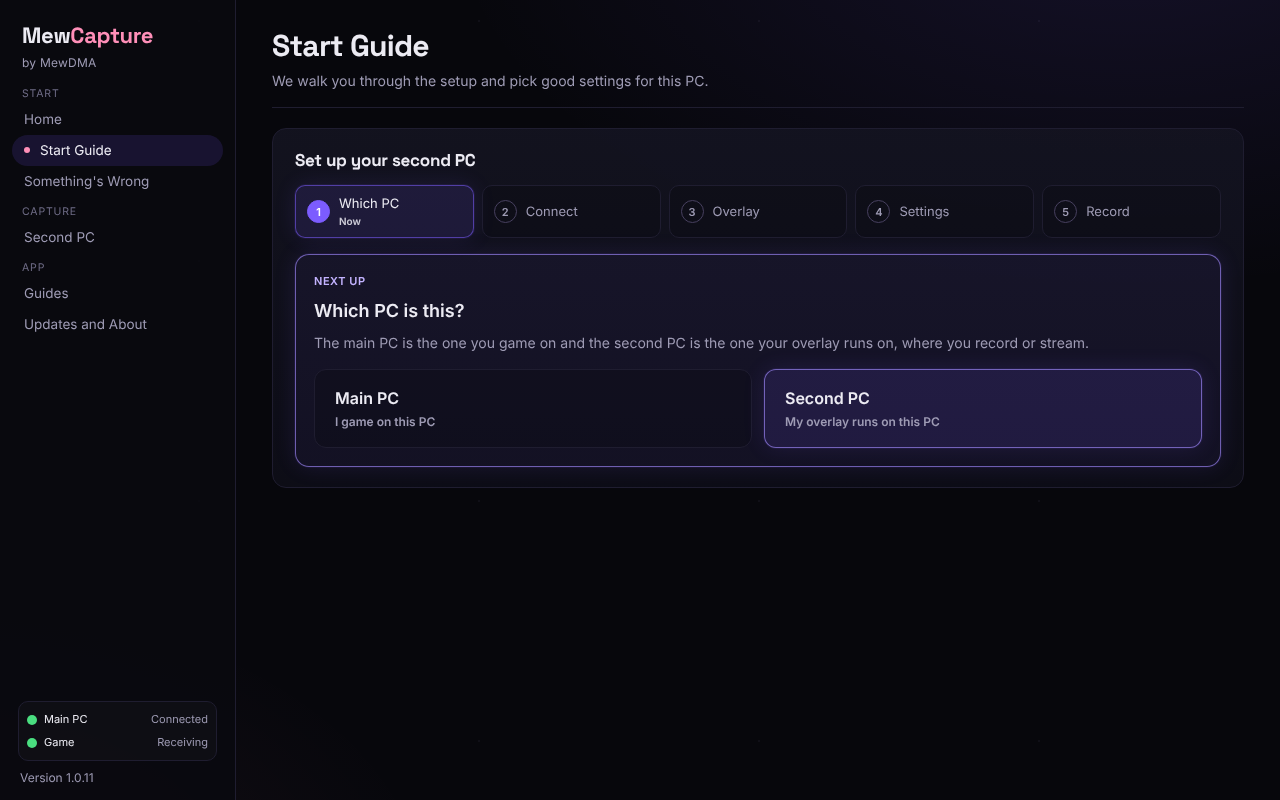 MewCapture
by MewDMA
START
Home
Start Guide
Something's Wrong
CAPTURE
Second PC
APP
Guides
Updates and About
Main PC Connected
Game Receiving
Version 1.0.11
Start Guide
We walk you through the setup and pick good settings for this PC.
Set up your second PC
1 Which PC
Now
2 Connect
3 Overlay
4 Settings
5 Record
NEXT UP
Which PC is this?
The main PC is the one you game on and the second PC is the one your overlay runs on, where you record or stream.
Main PC
I game on this PC
Second PC
My overlay runs on this PC